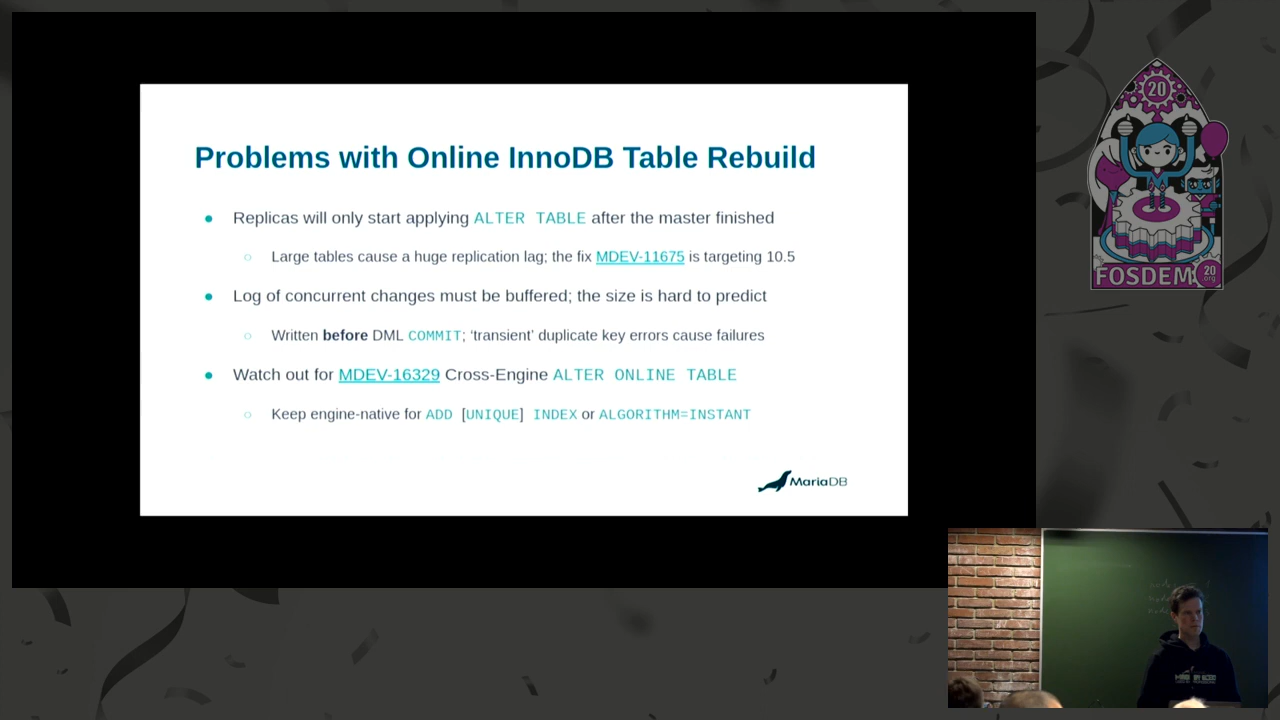 Problems with Online InnoDB Table Rebuild
Replicas will only start applying ALTER TABLE after the master finished
Large tables cause a huge replication lag; the fix MDEV-11675 is targeting 10.5
Log of concurrent changes must be buffered; the size is hard to predict
Written before DML COMMIT; ‘transient’ duplicate key errors cause failures
Watch out for MDEV-16329 Cross-Engine ALTER ONLINE TABLE
Keep engine-native for ADD [UNIQUE] INDEX or ALGORITHM=INSTANT
MariaDB
20
FOSDEM
20
.org